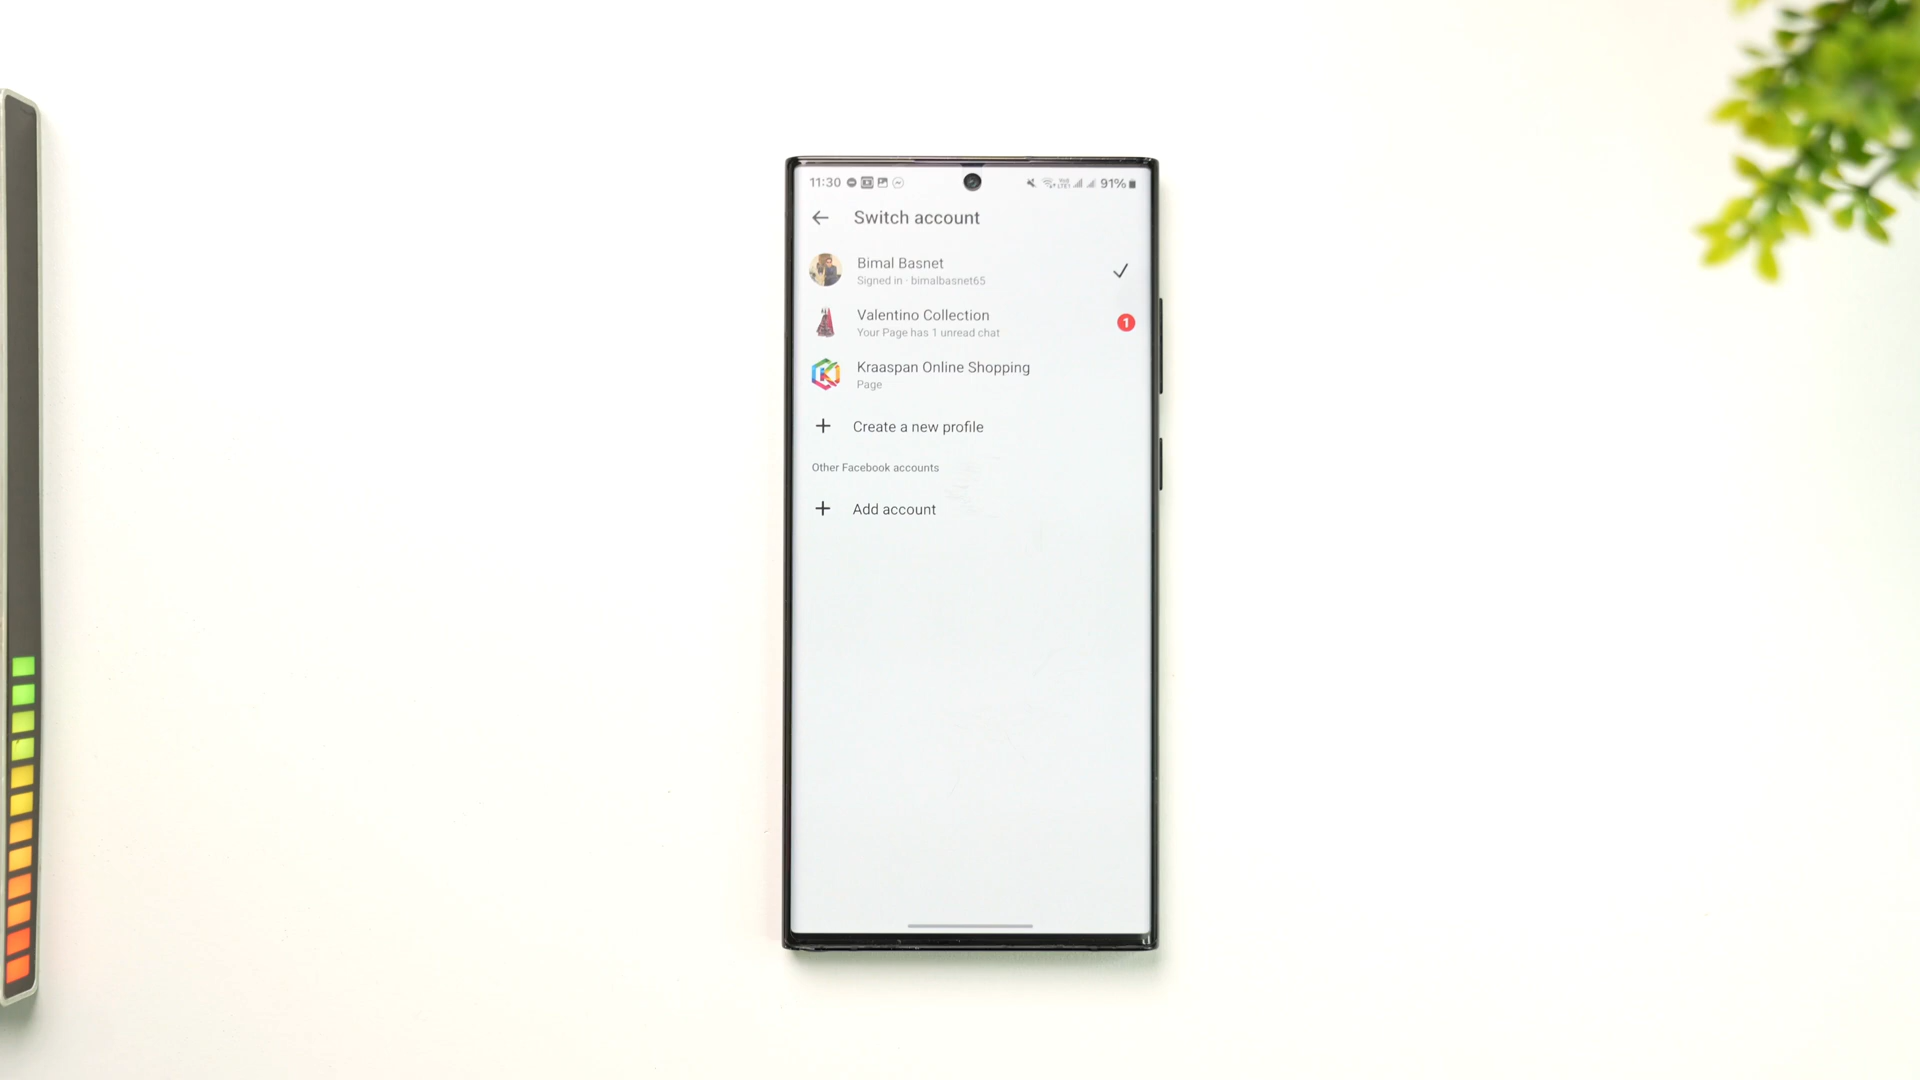 11:30 91%
Switch account
Bimal Basnet
Signed in · bimalbasnet65
Valentino Collection
Your Page has 1 unread chat
1
Kraaspan Online Shopping
Page
+ Create a new profile
Other Facebook accounts
+ Add account